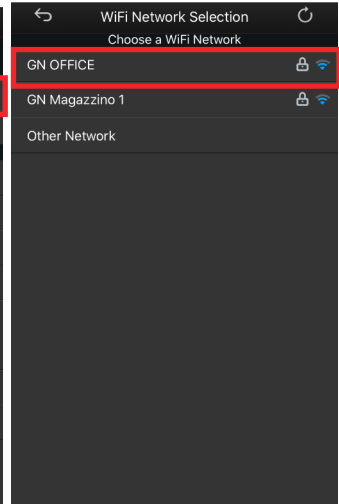 WiFi Network Selection
Choose a WiFi Network
GN OFFICE
GN Magazzino 1
Other Network